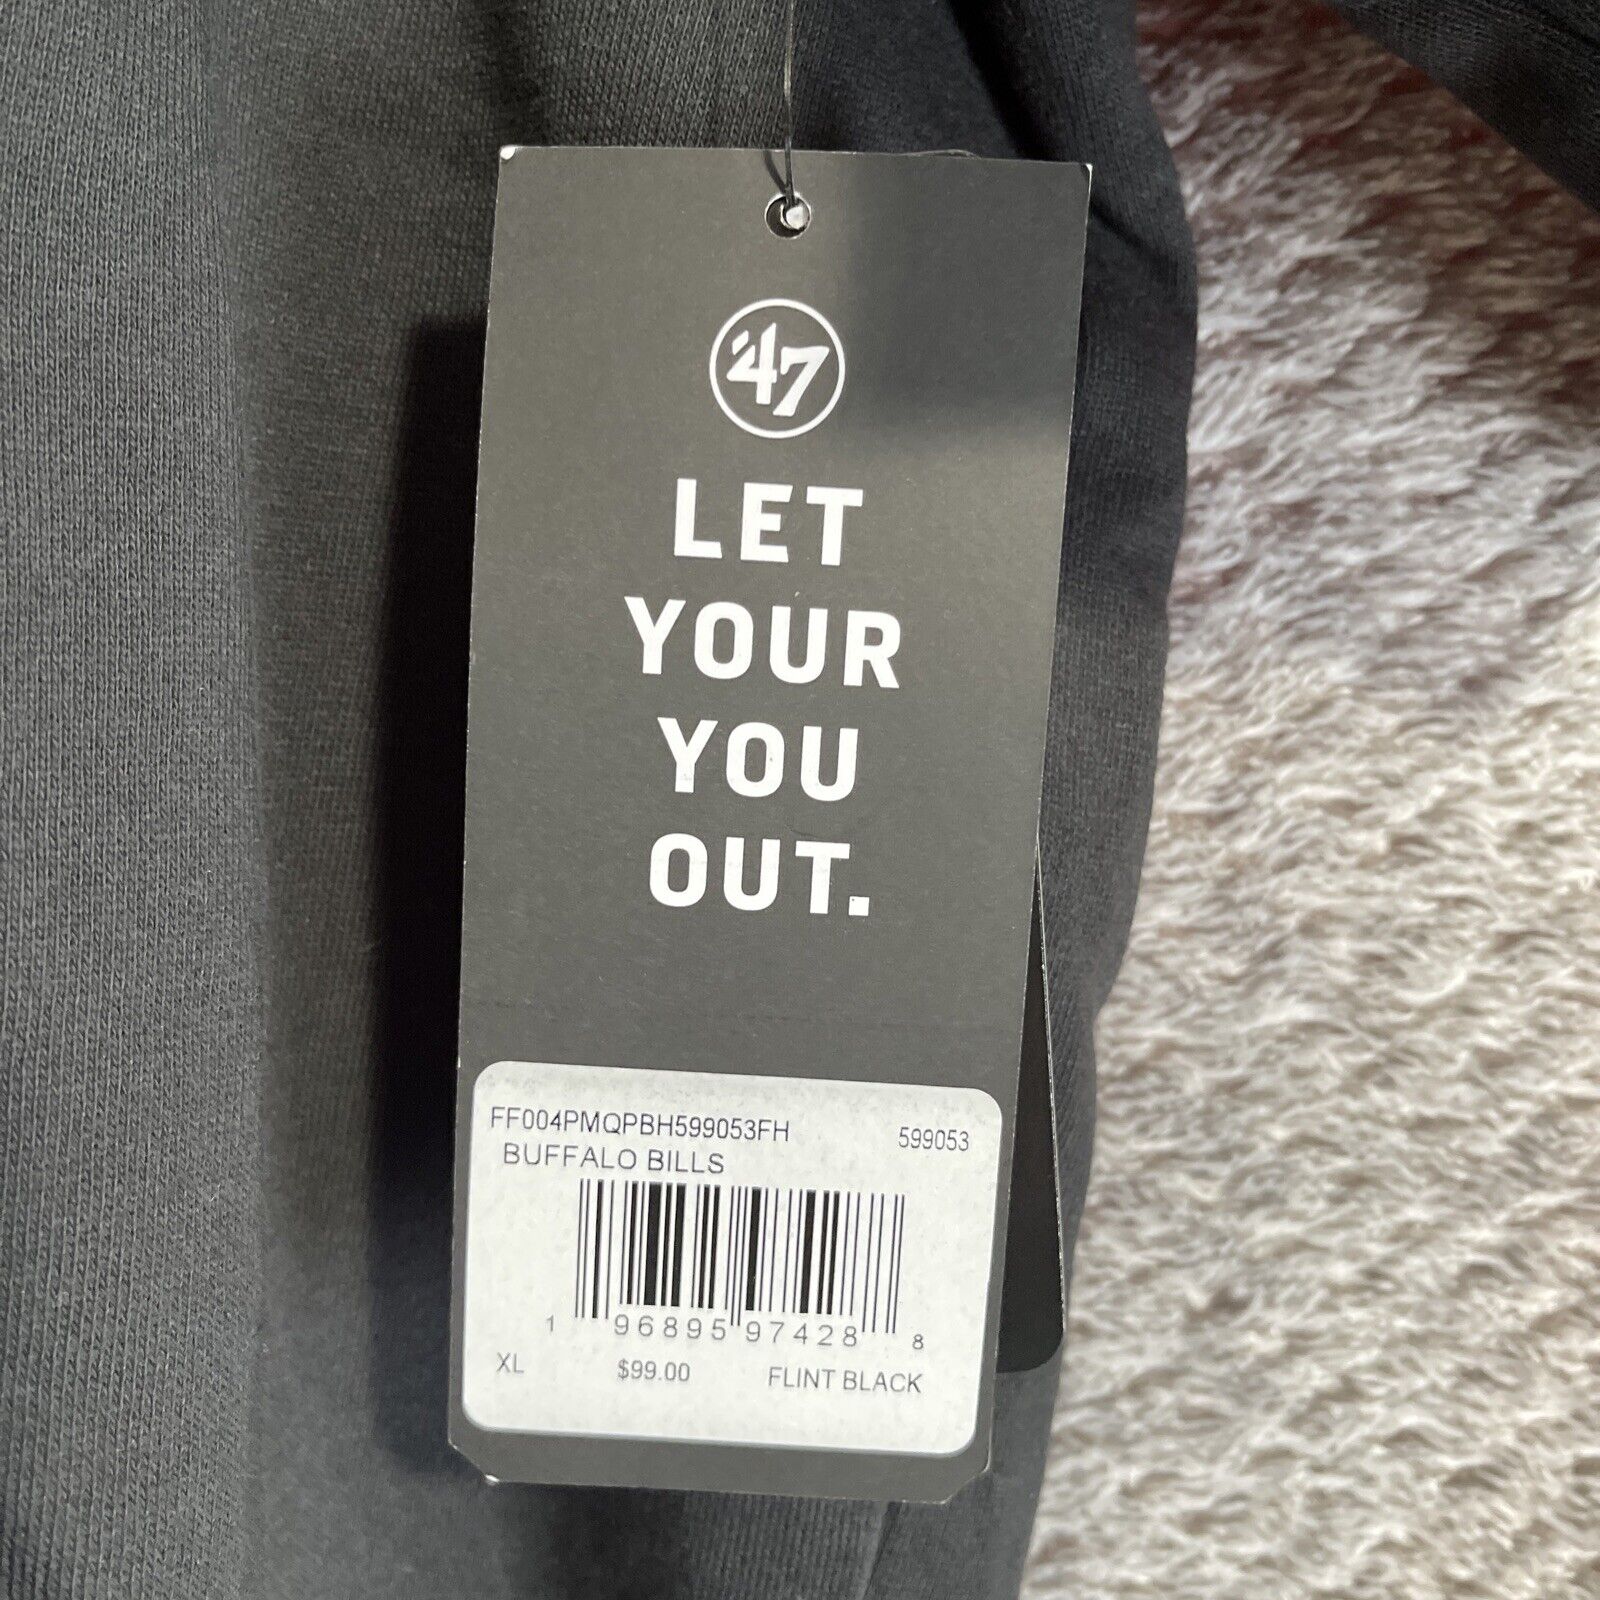 '47
LET
YOUR
YOU
OUT.
FF004PMQPBH599053FH 599053
BUFFALO BILLS
1 96895 97428 8
XL $99.00 FLINT BLACK